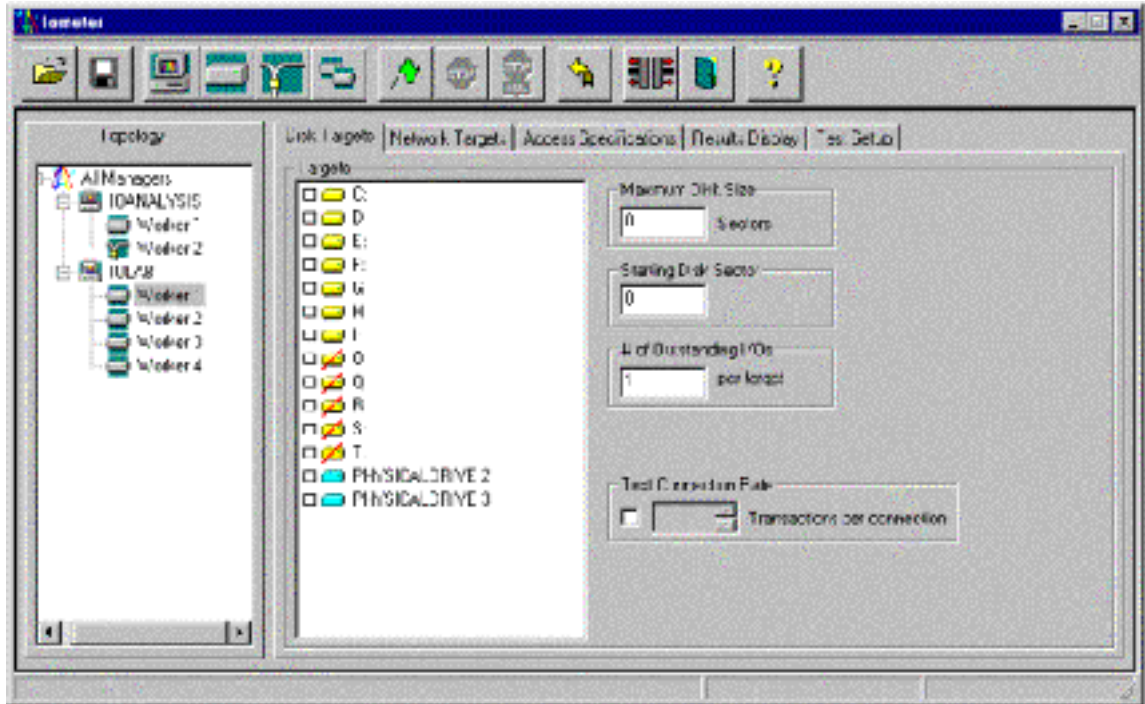 Iometer
Topology
All Managers
IOANALYSIS
Worker 1
Worker 2
IOLAB
Worker 1
Worker 2
Worker 3
Worker 4
Disk Targets
Network Targets
Access Specifications
Results Display
Test Setup
Targets
C:
D:
E:
F:
G:
H:
I:
O:
Q:
R:
S:
T:
PHYSICALDRIVE 2
PHYSICALDRIVE 3
Maximum Disk Size
0 Sectors
Starting Disk Sector
0
# of Outstanding I/Os
1 per target
Test Connection Rate
Transactions per connection